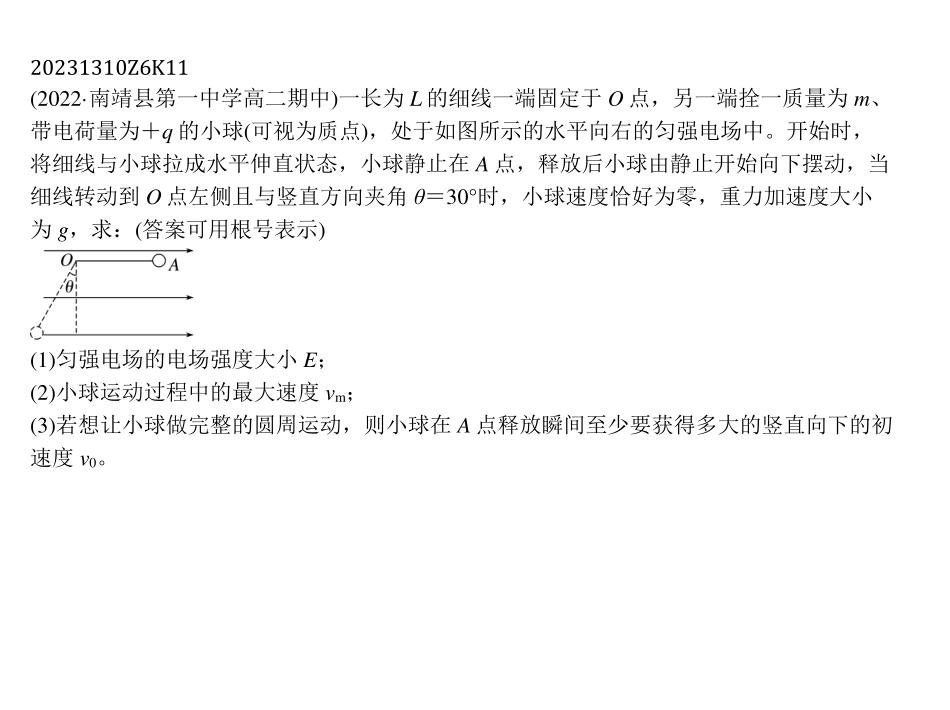 20231310Z6K11
(2022·南靖县第一中学高二期中)一长为 L 的细线一端固定于 O 点，另一端拴一质量为 m、
带电荷量为＋q 的小球(可视为质点)，处于如图所示的水平向右的匀强电场中。开始时，
将细线与小球拉成水平伸直状态，小球静止在 A 点，释放后小球由静止开始向下摆动，当
细线转动到 O 点左侧且与竖直方向夹角 θ＝30°时，小球速度恰好为零，重力加速度大小
为 g，求：(答案可用根号表示)
O
A
θ
(1)匀强电场的电场强度大小 E；
(2)小球运动过程中的最大速度 vm；
(3)若想让小球做完整的圆周运动，则小球在 A 点释放瞬间至少要获得多大的竖直向下的初
速度 v0。